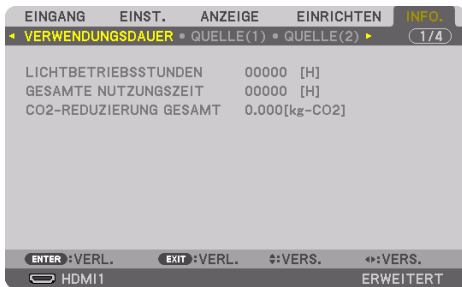 EINGANG EINST. ANZEIGE EINRICHTEN INFO.
◂ VERWENDUNGSDAUER • QUELLE(1) • QUELLE(2) ▸ 1/4
LICHTBETRIEBSSTUNDEN 00000 [H]
GESAMTE NUTZUNGSZEIT 00000 [H]
CO2-REDUZIERUNG GESAMT 0.000[kg-CO2]
ENTER :VERL. EXIT :VERL. ♦:VERS. ◂▸:VERS.
HDMI1 ERWEITERT